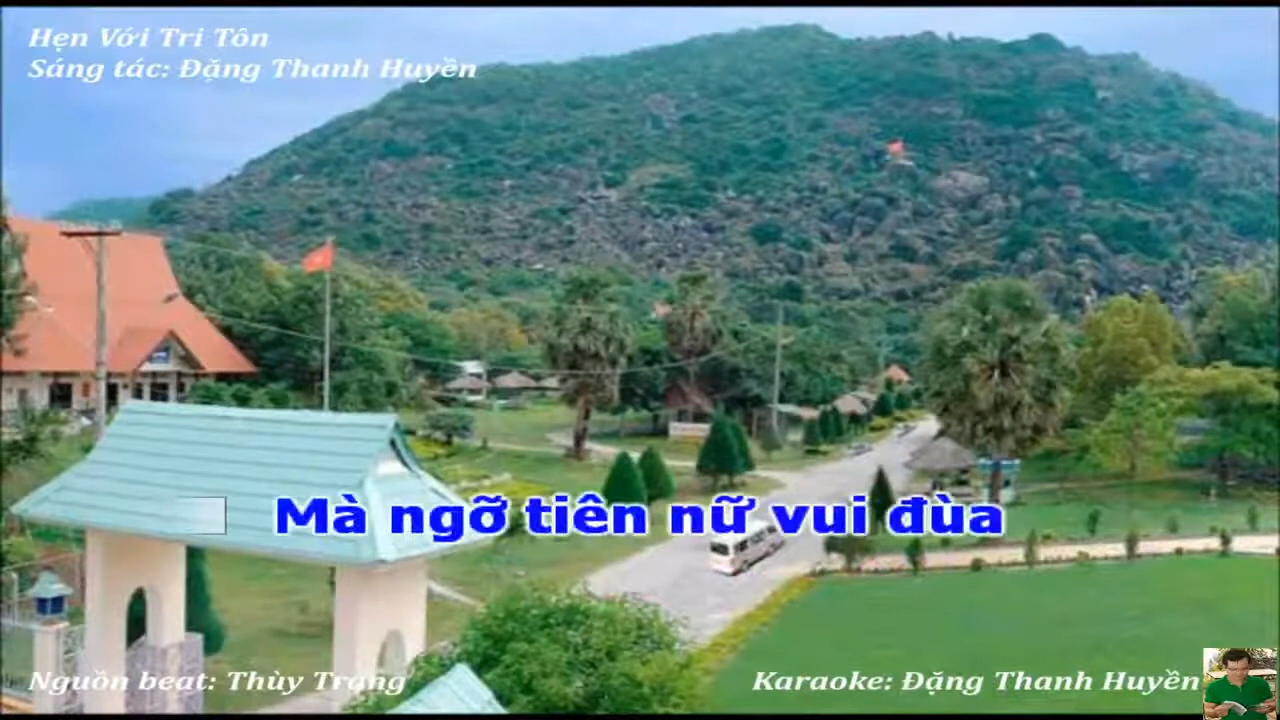 Hẹn Với Tri Tôn
Sáng tác: Đặng Thanh Huyền
Mà ngỡ tiên nữ vui đùa
Nguồn beat: Thùy Trang
Karaoke: Đặng Thanh Huyền